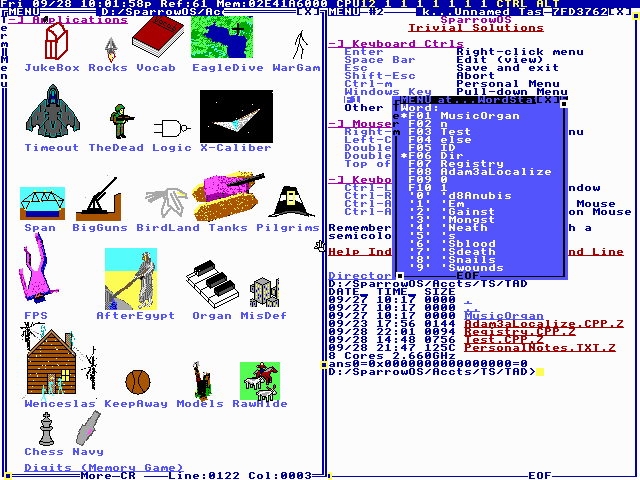 Fri 09/28 10:01:58p Ref:61 Mem:02E41A6000 CPU12 1 1 1 1 1 1 CTRL ALT
MENU D:/SparrowOS/Acc [X]
-] Applications
TermMenu
JukeBox Rocks Vocab EagleDive WarGam
Timeout TheDead Logic X-Caliber
Span BigGuns BirdLand Tanks Pilgrims
FPS AfterEgypt Organ MisDef
Wenceslas KeepAway Models RawHide
Chess Navy
Digits (Memory Game)
More-CR Line:0122 Col:0003
MENU #2 k...Unnamed Tas 7FD3762[X]
SparrowOS
Trivial Solutions
-] Keyboard Ctrls
Enter Right-click menu
Space Bar Edit (view)
Esc Save and exit
Shift-Esc Abort
Ctrl-m Personal Menu
Windows Key Pull-down Menu
F1
Other
-] Mouse
Right-m nu
Left-C
Double
Double
Top of
-] Keybo
Ctrl-L ndow
Ctrl-A Mouse
Ctrl-A on Mouse
Remember h a
semicolo
Help Ind nd Line
Director
MENU at...WordSta[X]
Word:
*F01 MusicOrgan
F02 n
F03 Test
F04 else
F05 ID
*F06 Dir
F07 Registry
F08 Adam3aLocalize
F09 0
F10 1
'0' 'd8Anubis
'1' 'Em
'2' 'Gainst
'3' 'Mongst
'4' 'Neath
'5' 's
'6' 'Sblood
'7' 'Sdeath
'8' 'Snails
'9' 'Swounds
EOF
D:/SparrowOS/Accts/TS/TAD
DATE TIME SIZE
09/27 10:17 0000 .
09/27 10:17 0000 ..
09/27 10:17 0000 MusicOrgan
09/23 17:56 0144 Adam3aLocalize.CPP.Z
09/28 22:01 0094 Registry.CPP.Z
09/28 14:48 0756 Test.CPP.Z
09/28 21:47 125C PersonalNotes.TXT.Z
8 Cores 2.660GHz
ans0=0x0000000000000000=0
D:/SparrowOS/Accts/TS/TAD>
EOF